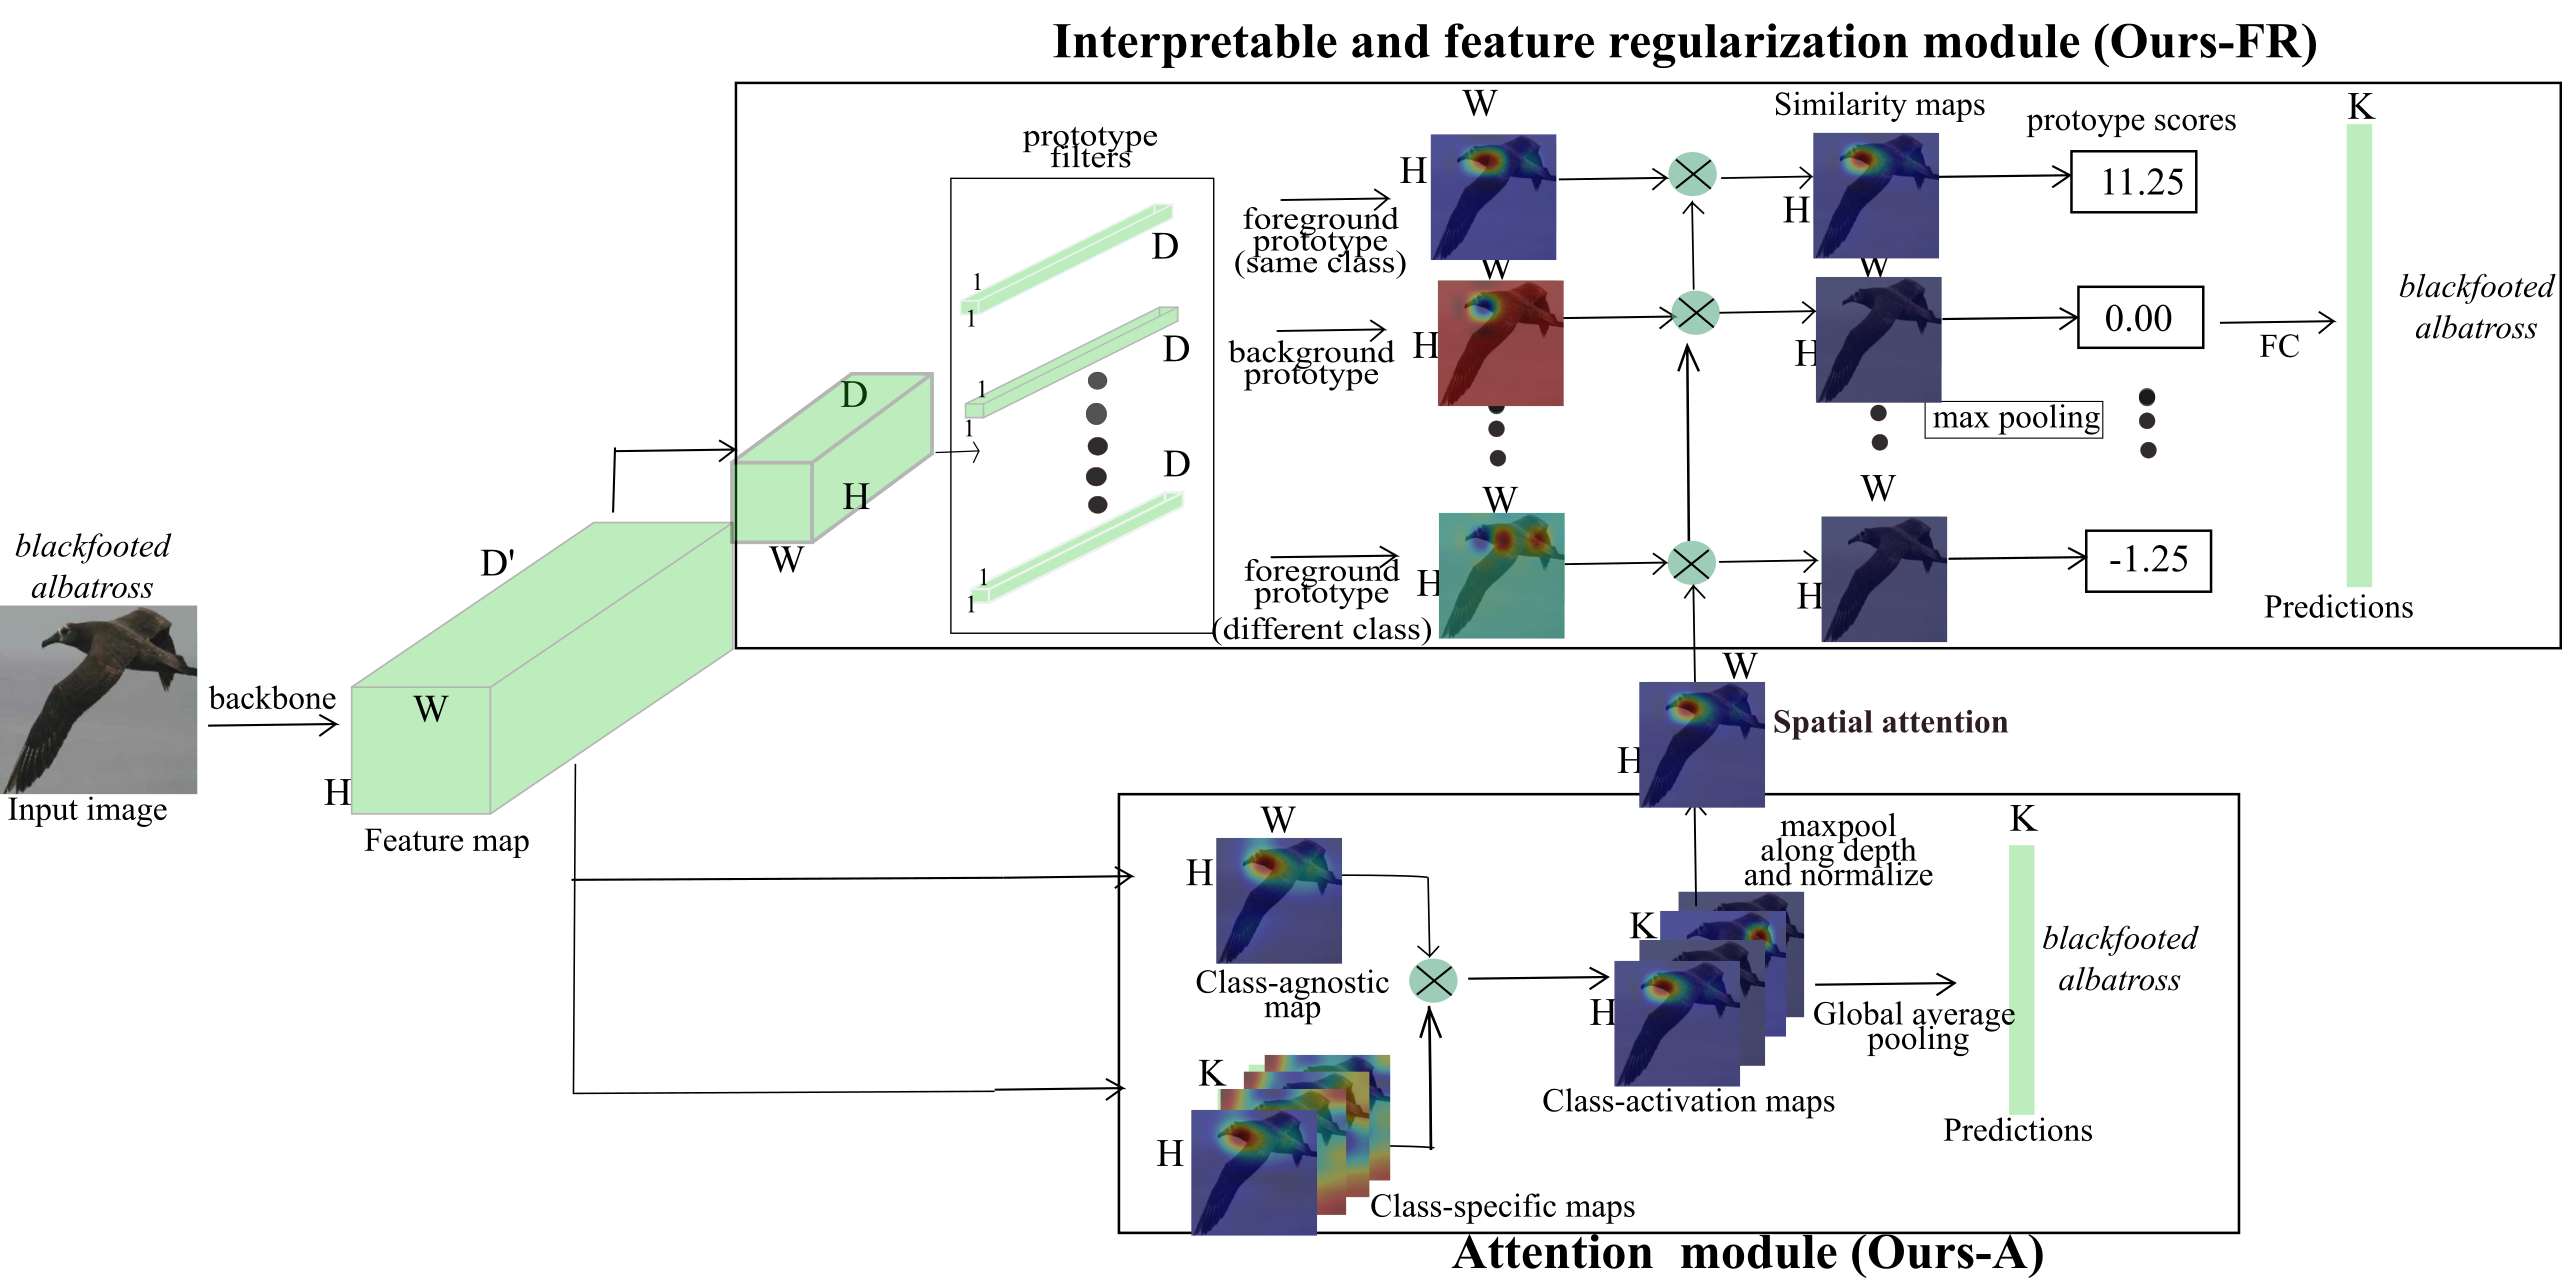 Interpretable and feature regularization module (Ours-FR)
prototype
filters
1
1
D
1
1
D
1
1
D
D
H
W
foreground
prototype
(same class)
background
prototype
foreground
prototype
(different class)
W
H
W
H
W
H
Similarity maps
H
W
H
W
H
max pooling
protoype scores
11.25
0.00
-1.25
FC
K
blackfooted
albatross
Predictions
blackfooted
albatross
Input image
backbone
D'
W
H
Feature map
W
H
Spatial attention
W
H
Class-agnostic
map
K
H
Class-specific maps
maxpool
along depth
and normalize
K
H
Class-activation maps
Global average
pooling
K
blackfooted
albatross
Predictions
Attention module (Ours-A)